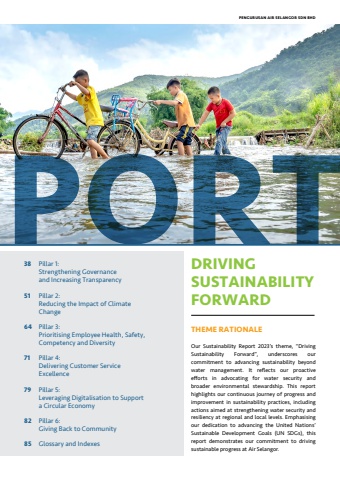 PENGURUSAN AIR SELANGOR SDN BHD
PORT
38 Pillar 1:
Strengthening Governance
and Increasing Transparency
51 Pillar 2:
Reducing the Impact of Climate
Change
64 Pillar 3:
Prioritising Employee Health, Safety,
Competency and Diversity
71 Pillar 4:
Delivering Customer Service
Excellence
79 Pillar 5:
Leveraging Digitalisation to Support
a Circular Economy
82 Pillar 6:
Giving Back to Community
85 Glossary and Indexes
DRIVING
SUSTAINABILITY
FORWARD
THEME RATIONALE
Our Sustainability Report 2023's theme, "Driving
Sustainability Forward", underscores our
commitment to advancing sustainability beyond
water management. It reflects our proactive
efforts in advocating for water security and
broader environmental stewardship. This report
highlights our continuous journey of progress and
improvement in sustainability practices, including
actions aimed at strengthening water security and
resiliency at regional and local levels. Emphasising
our dedication to advancing the United Nations'
Sustainable Development Goals (UN SDGs), this
report demonstrates our commitment to driving
sustainable progress at Air Selangor.